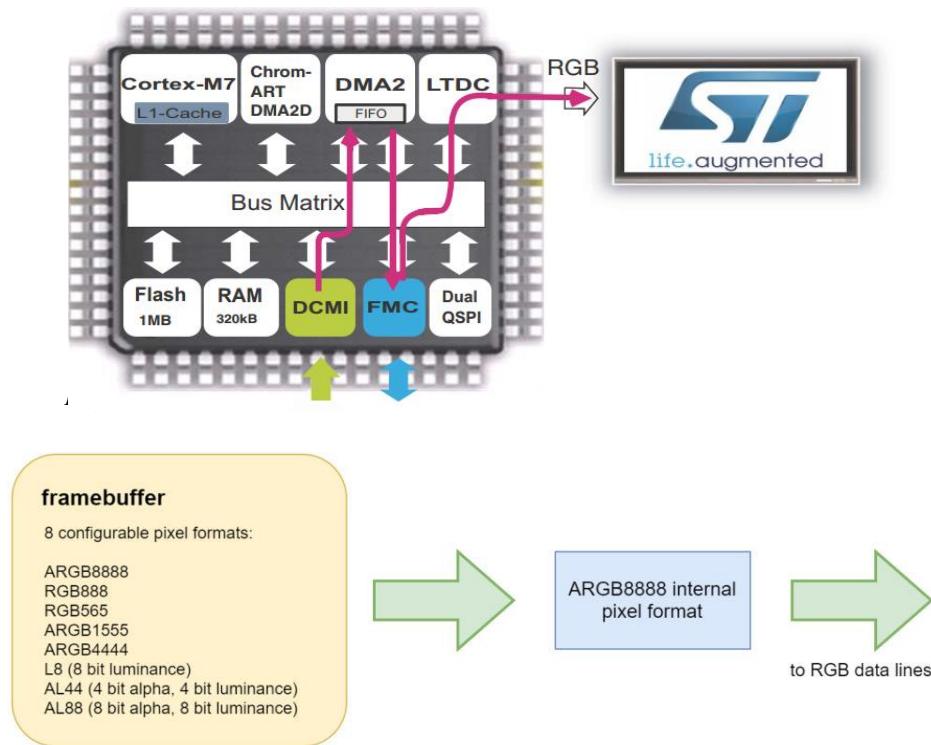 Cortex-M7
L1-Cache
Chrom-
ART
DMA2D
DMA2
FIFO
LTDC
RGB
ST
life.augmented
Bus Matrix
Flash
1MB
RAM
320kB
DCMI
FMC
Dual
QSPI
framebuffer
8 configurable pixel formats:
ARGB8888
RGB888
RGB565
ARGB1555
ARGB4444
L8 (8 bit luminance)
AL44 (4 bit alpha, 4 bit luminance)
AL88 (8 bit alpha, 8 bit luminance)
ARGB8888 internal
pixel format
to RGB data lines